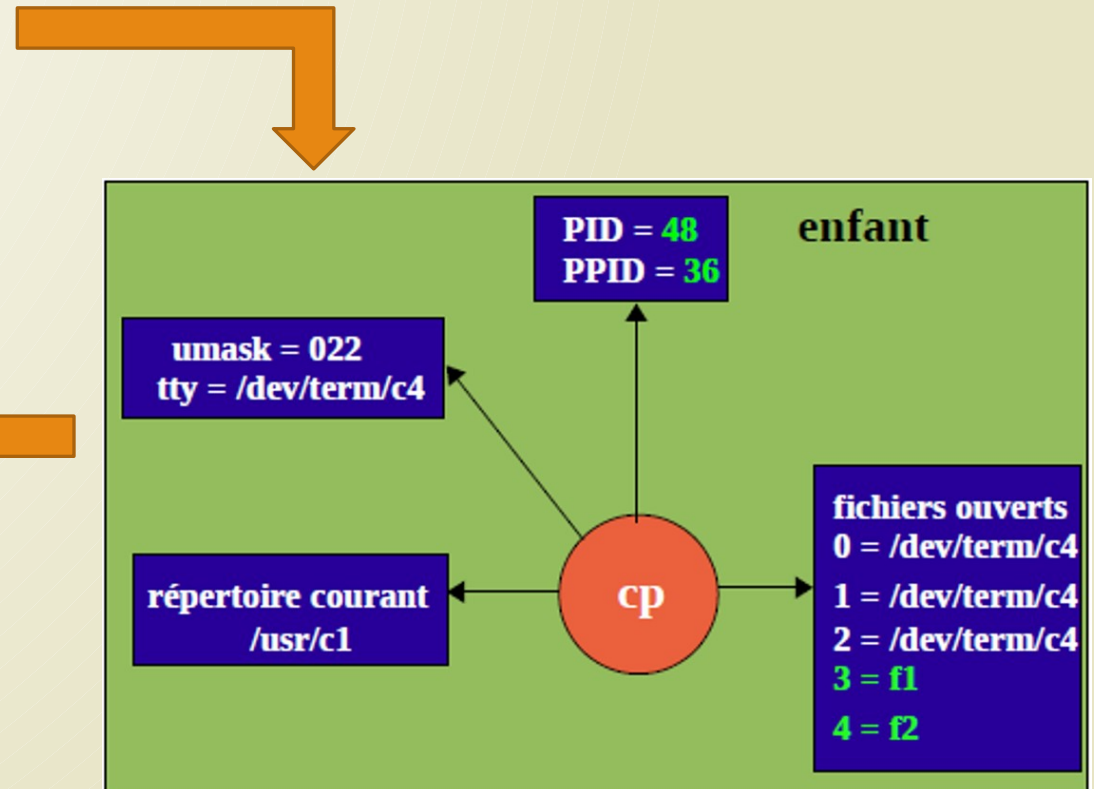 PID = 48
PPID = 36
enfant
umask = 022
tty = /dev/term/c4
répertoire courant
/usr/c1
cp
fichiers ouverts
0 = /dev/term/c4
1 = /dev/term/c4
2 = /dev/term/c4
3 = f1
4 = f2